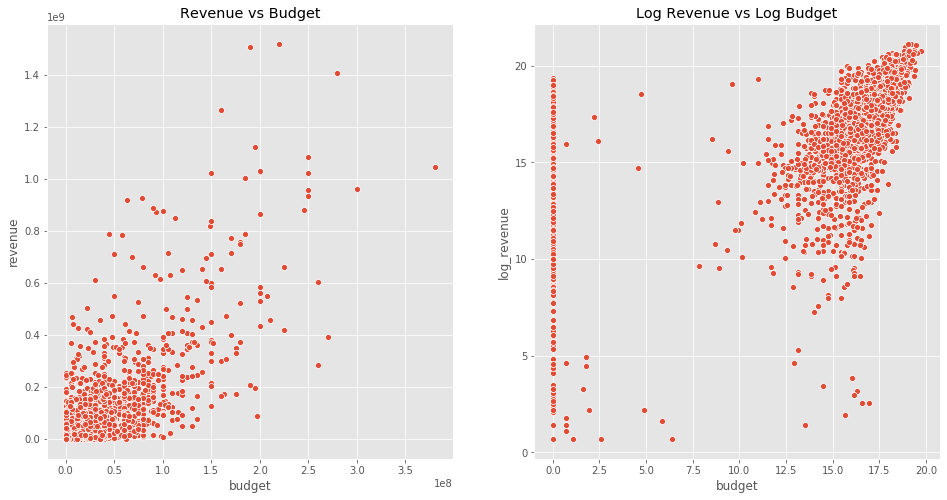 Revenue vs Budget
1e9
1.4
1.2
1.0
0.8
0.6
0.4
0.2
0.0
revenue
0.0 0.5 1.0 1.5 2.0 2.5 3.0 3.5
1e8
budget
Log Revenue vs Log Budget
20
15
10
5
0
log_revenue
0.0 2.5 5.0 7.5 10.0 12.5 15.0 17.5 20.0
budget